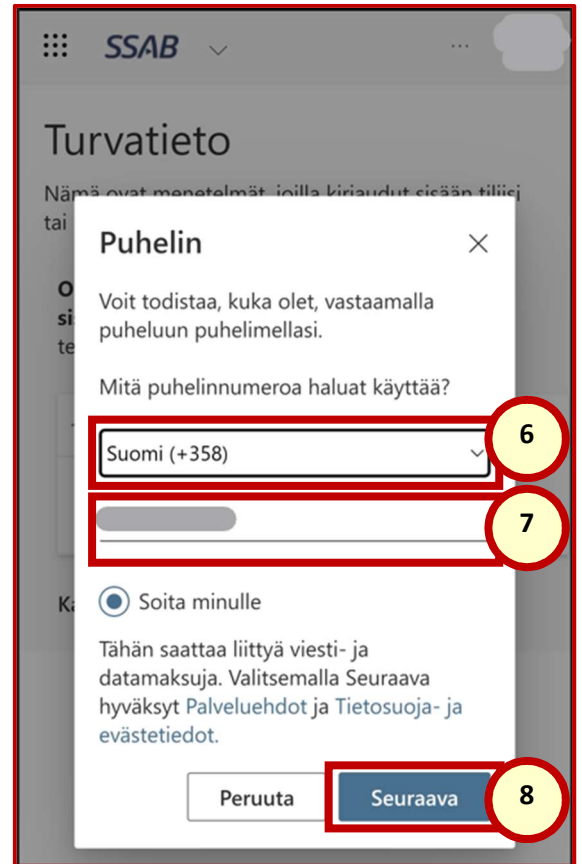 SSAB
...
Turvatieto
Nämä ovat menetelmät, joilla kirjaudut sisään tiliisi
tai
Puhelin
Voit todistaa, kuka olet, vastaamalla
puheluun puhelimellasi.
Mitä puhelinnumeroa haluat käyttää?
Suomi (+358)
6
7
Soita minulle
Tähän saattaa liittyä viesti- ja
datamaksuja. Valitsemalla Seuraava
hyväksyt Palveluehdot ja Tietosuoja- ja
evästetiedot.
Peruuta
Seuraava
8